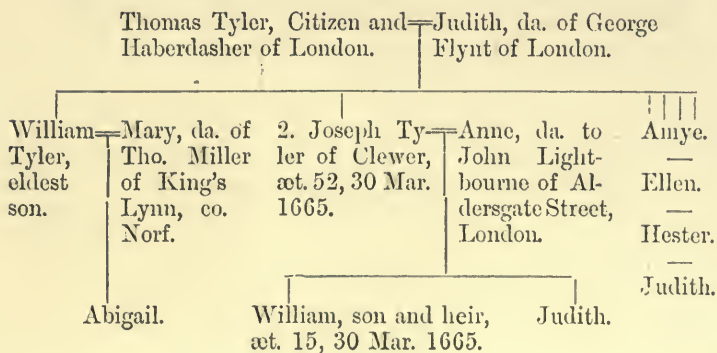 Thomas Tyler, Citizen and
Haberdasher of London.
Judith, da. of George
Flynt of London.
William
Tyler,
eldest
son.
Mary, da. of
Tho. Miller
of King's
Lynn, co.
Norf.
2. Joseph Ty-
ler of Clewer,
æt. 52, 30 Mar.
1665.
Anne, da. to
John Light-
bourne of Al-
dersgate Street,
London.
Amye.
—
Ellen.
—
Hester.
—
Judith.
Abigail.
William, son and heir,
æt. 15, 30 Mar. 1665.
Judith.